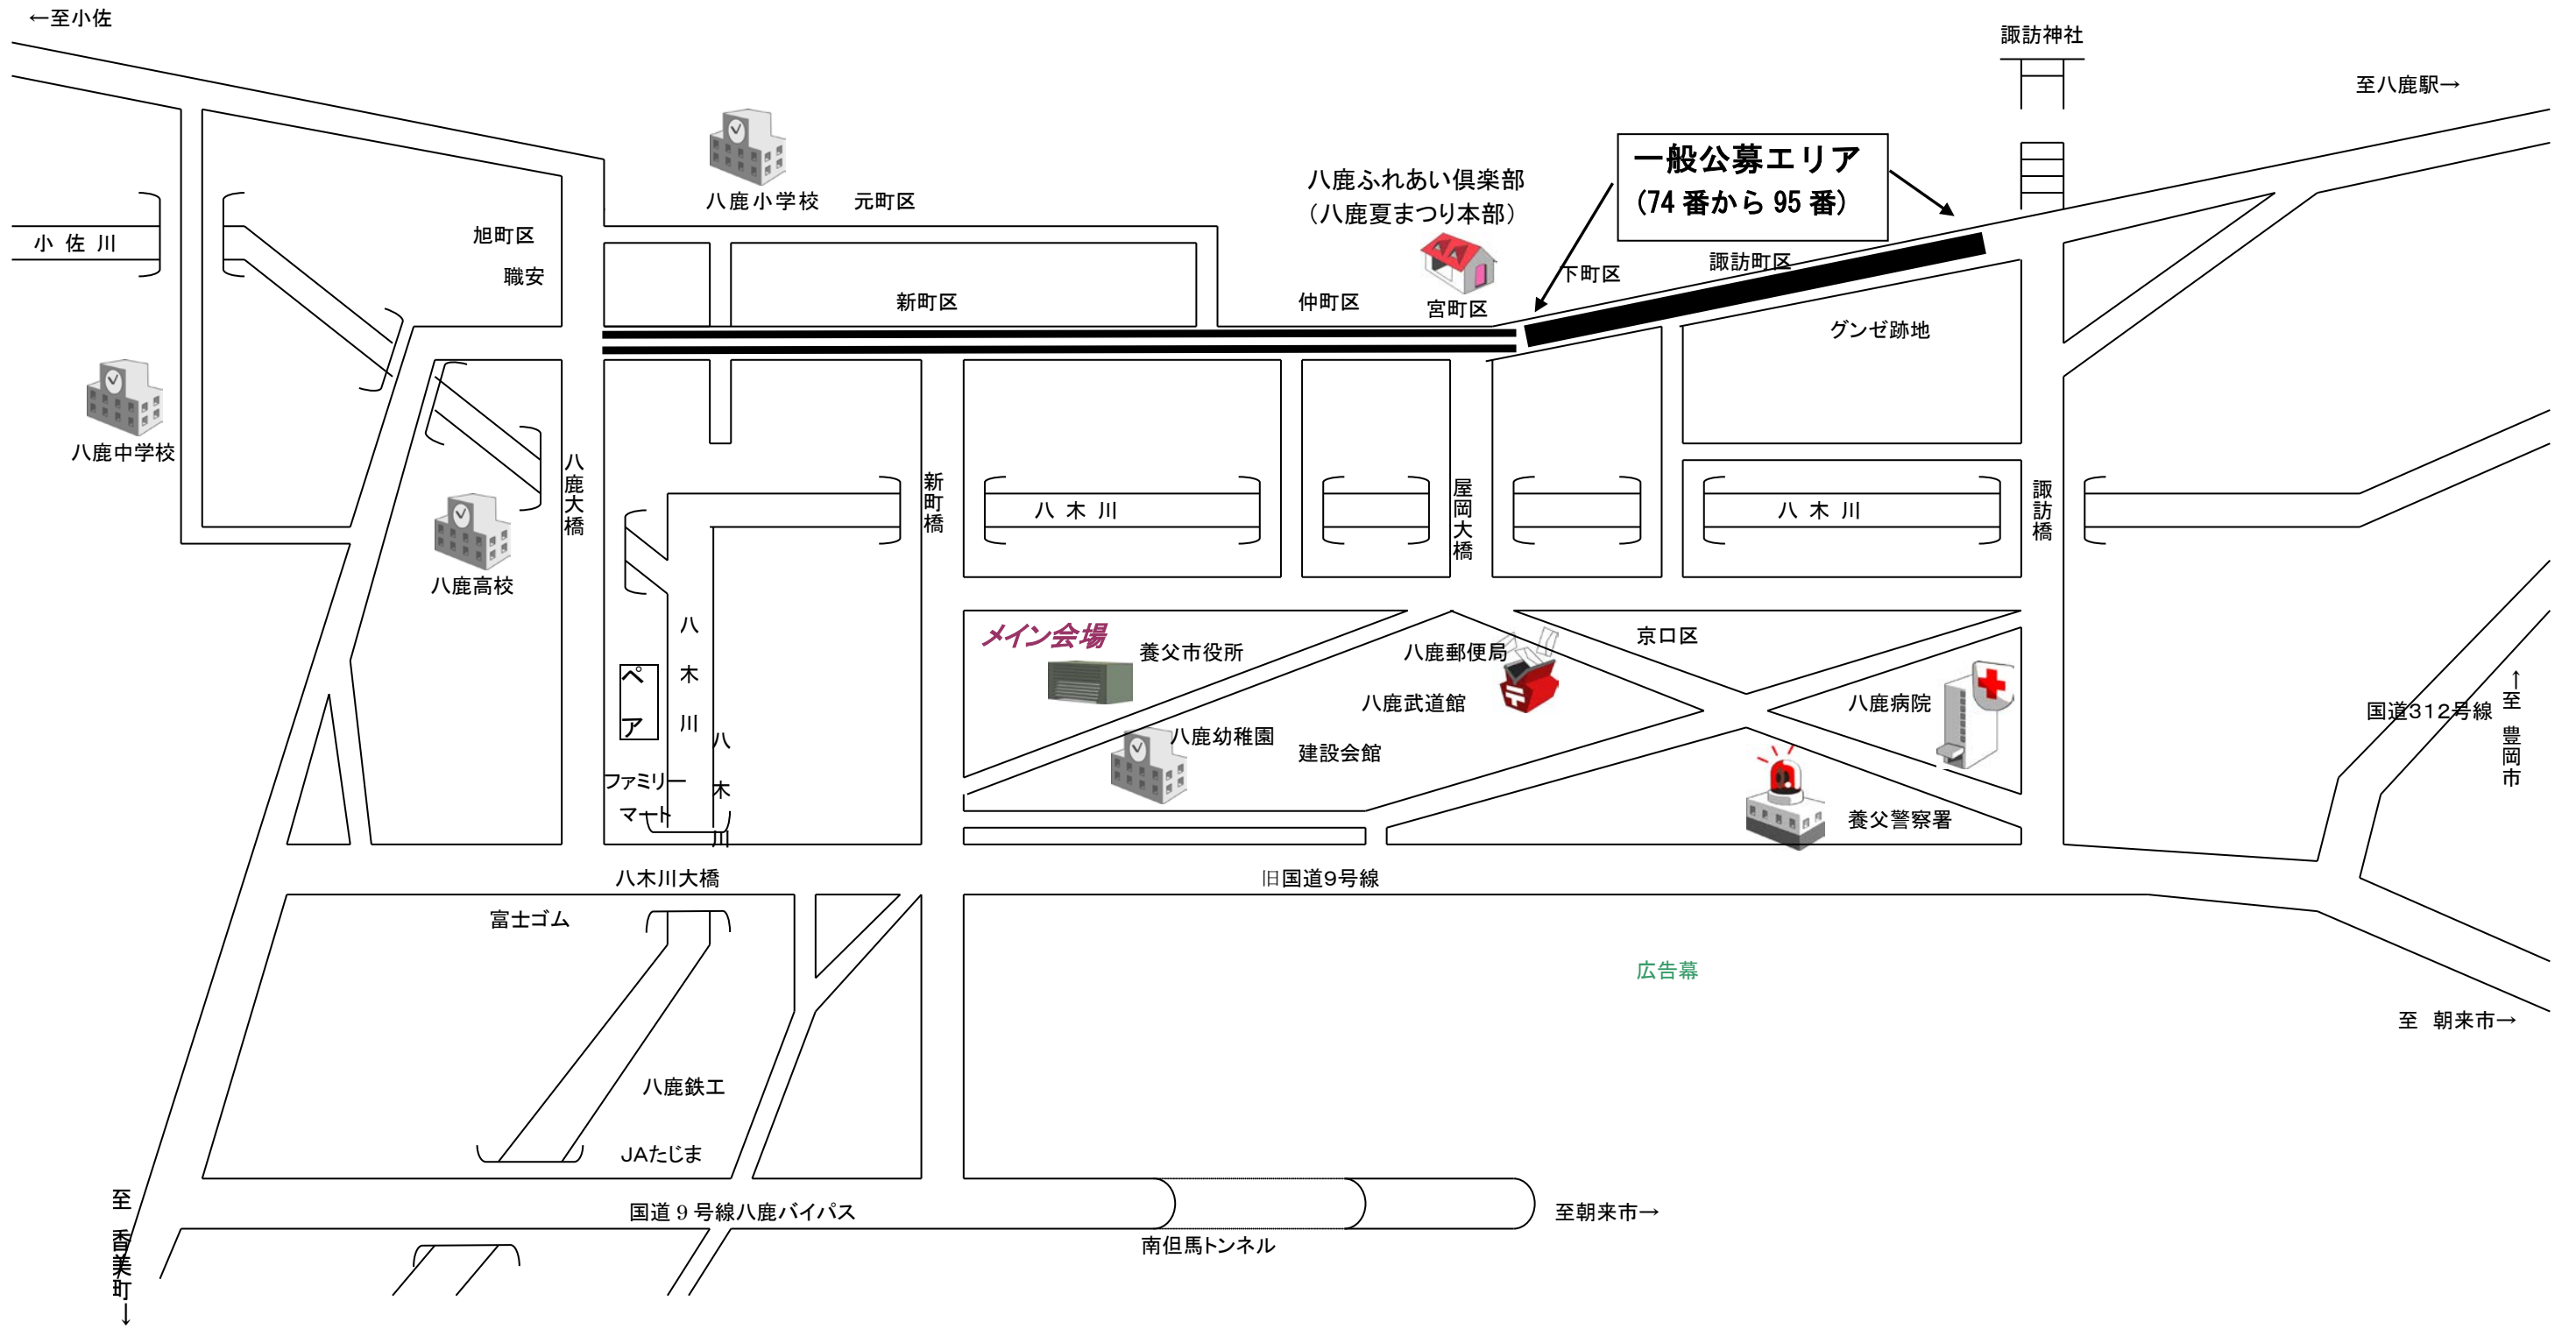 ←至小佐
諏訪神社
至八鹿駅→
一般公募エリア
(74 番から 95 番)
八鹿ふれあい倶楽部
（八鹿夏まつり本部）
八鹿小学校
元町区
旭町区
職安
小 佐 川
新町区
仲町区
宮町区
下町区
諏訪町区
グンゼ跡地
八鹿中学校
八鹿大橋
八鹿高校
新町橋
八 木 川
屋岡大橋
八 木 川
諏訪橋
メイン会場
養父市役所
八鹿郵便局
京口区
八鹿武道館
八鹿病院
八鹿幼稚園
建設会館
養父警察署
国道312号線
↑至 豊岡市
ペア
八木川
八木川
ファミリー
マート
八木川大橋
旧国道9号線
富士ゴム
広告幕
至 朝来市→
八鹿鉄工
JAたじま
至 香美町↓
国道 9 号線八鹿バイパス
至朝来市→
南但馬トンネル